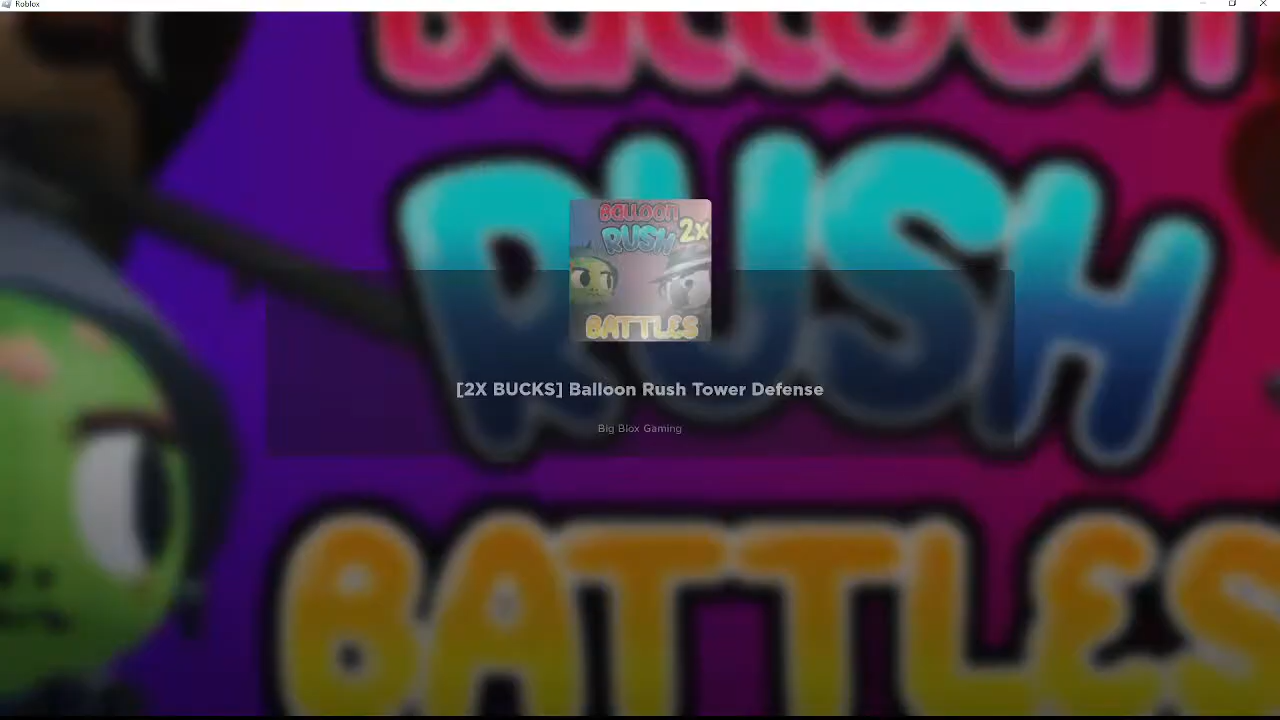 Roblox
BALLOON
RUSH
BATTLES
BALLOON
RUSH 2x
BATTLES
[2X BUCKS] Balloon Rush Tower Defense
Big Blox Gaming